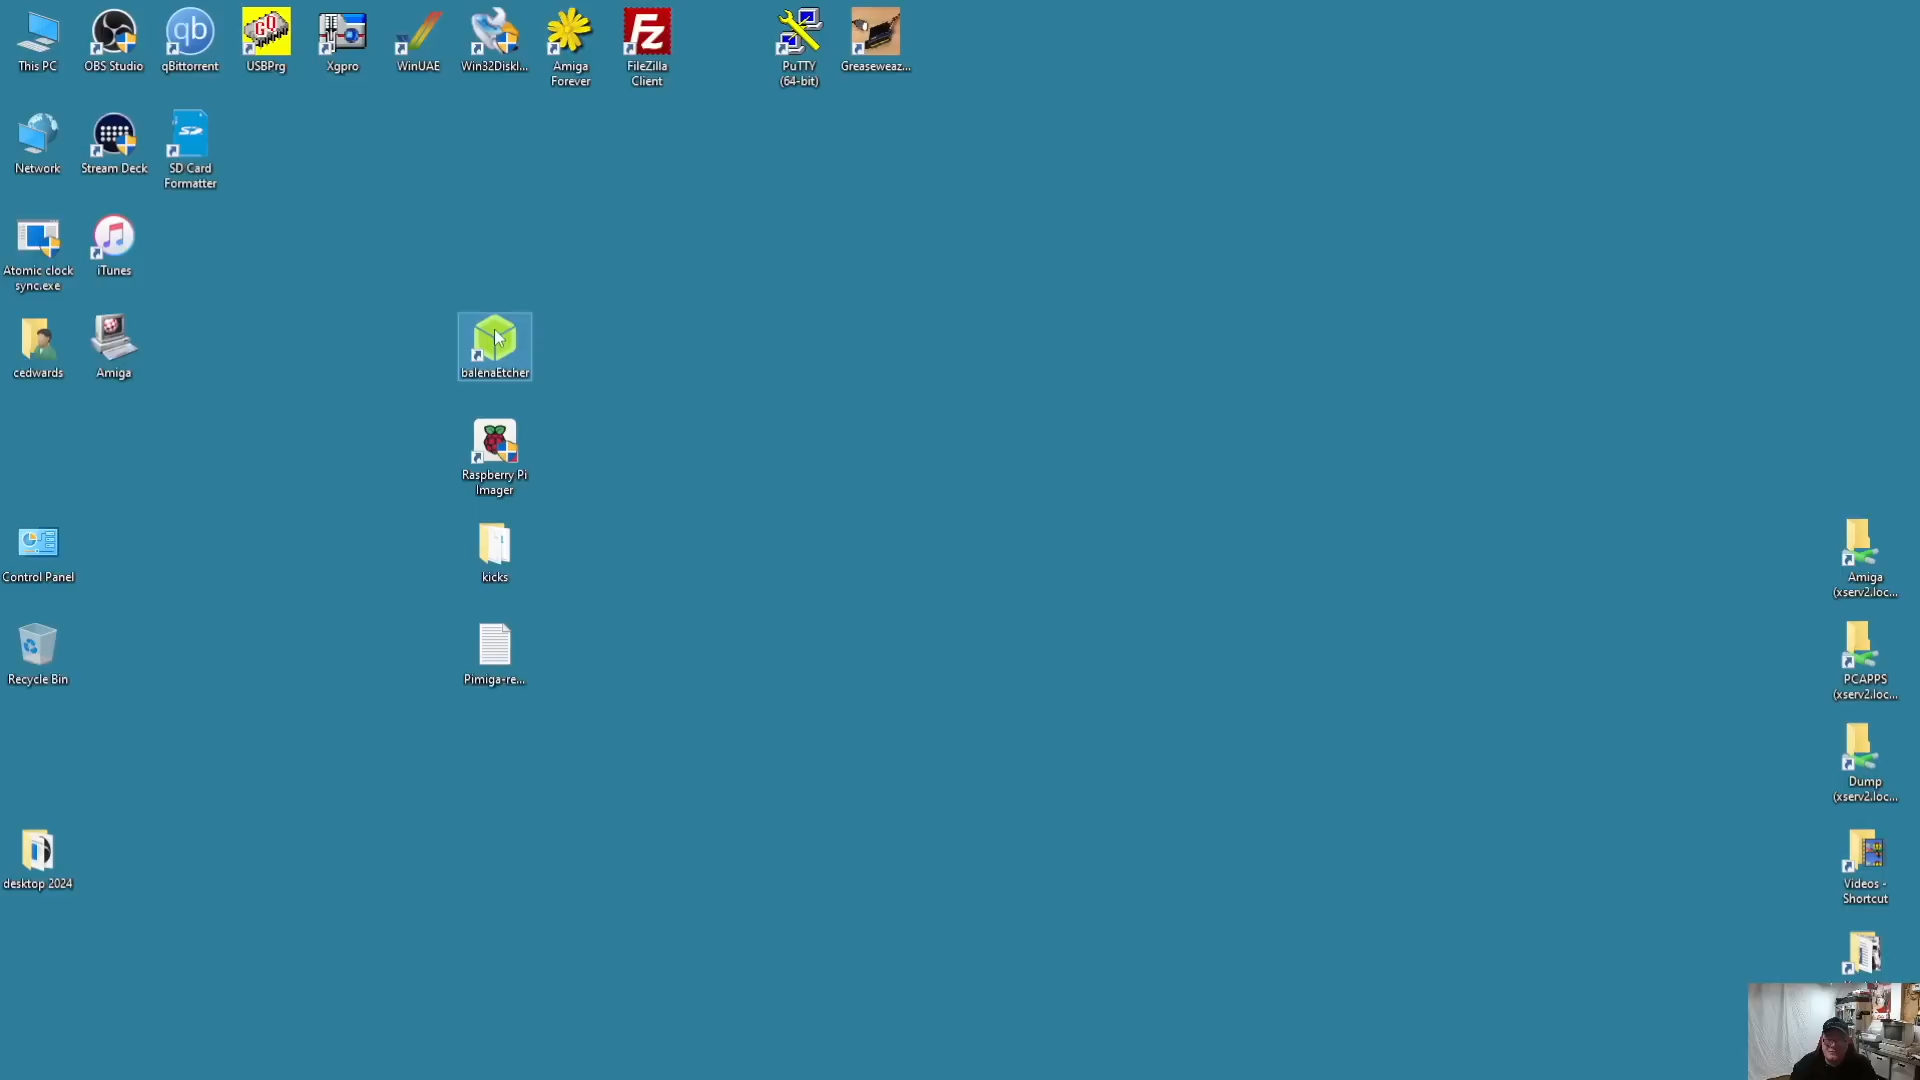 This PC
OBS Studio
qBittorrent
USBPrg
Xgpro
WinUAE
Win32DiskI...
Amiga
Forever
FileZilla
Client
PuTTY
(64-bit)
Greaseweaz...
Network
Stream Deck
SD Card
Formatter
Atomic clock
sync.exe
iTunes
cedwards
Amiga
balenaEtcher
Raspberry Pi
Imager
Control Panel
kicks
Amiga
(xserv2.loc...
Recycle Bin
Pimiga-re...
PCAPPS
(xserv2.loc...
Dump
(xserv2.loc...
desktop 2024
Videos -
Shortcut